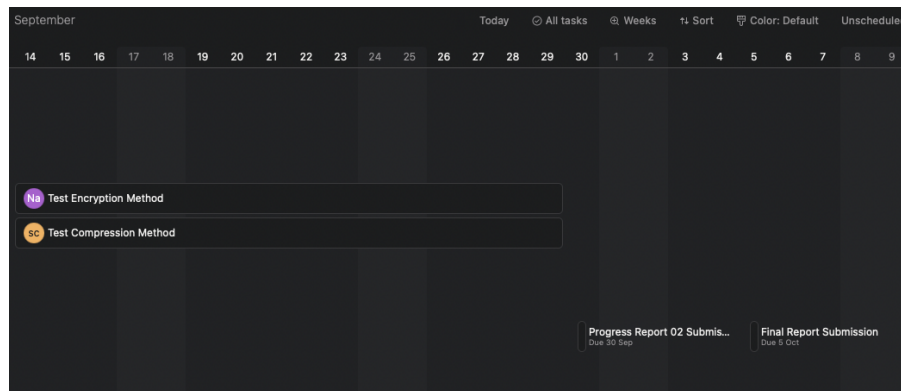 September Today All tasks Weeks Sort Color: Default Unschedule
14 15 16 17 18 19 20 21 22 23 24 25 26 27 28 29 30 1 2 3 4 5 6 7 8 9
Na Test Encryption Method
SC Test Compression Method
Progress Report 02 Submis... Final Report Submission
Due 30 Sep Due 5 Oct